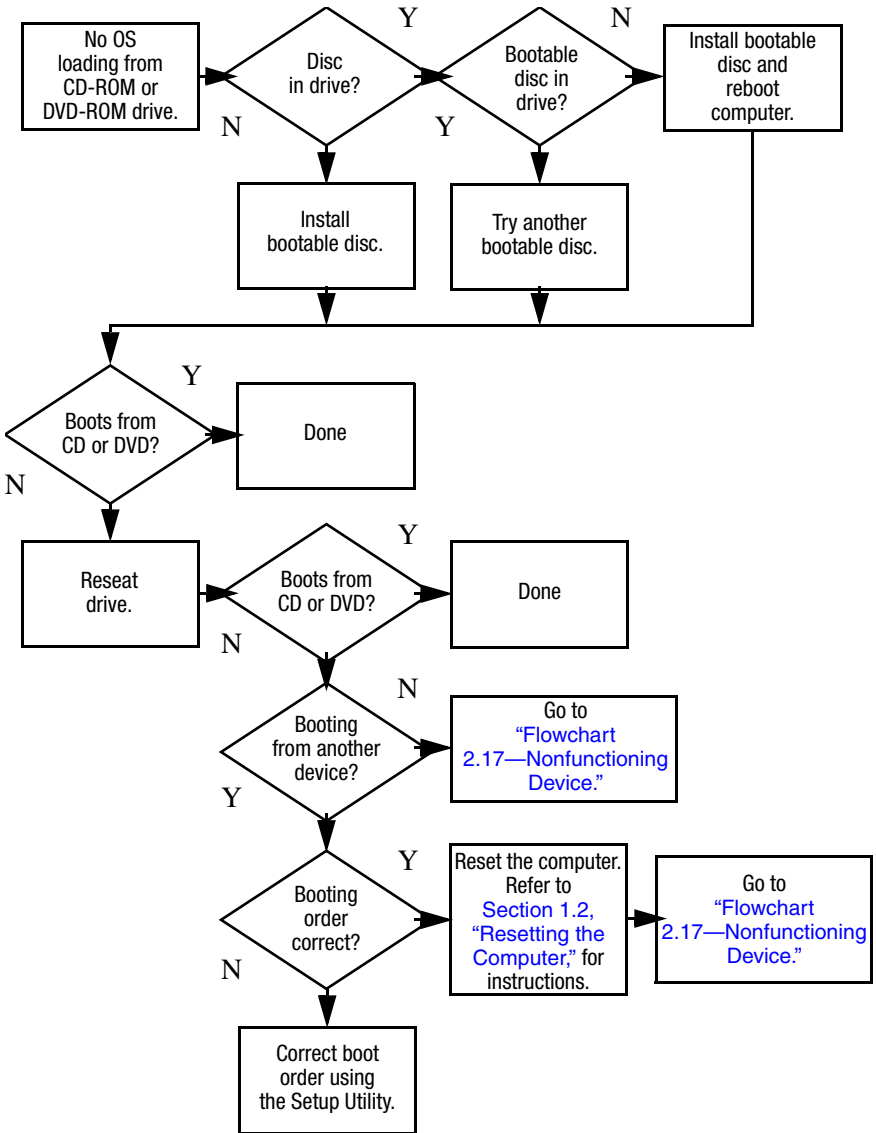 No OS
loading from
CD-ROM or
DVD-ROM drive.
Y
Disc
in drive?
N
N
Bootable
disc in
drive?
Y
Install bootable
disc and
reboot
computer.
Install
bootable disc.
Try another
bootable disc.
Y
Boots from
CD or DVD?
N
Done
Reseat
drive.
Y
Boots from
CD or DVD?
N
Done
N
Booting
from another
device?
Y
Go to
“Flowchart
2.17—Nonfunctioning
Device.”
Y
Booting
order
correct?
N
Reset the computer.
Refer to
Section 1.2,
“Resetting the
Computer,” for
instructions.
Go to
“Flowchart
2.17—Nonfunctioning
Device.”
Correct boot
order using
the Setup Utility.